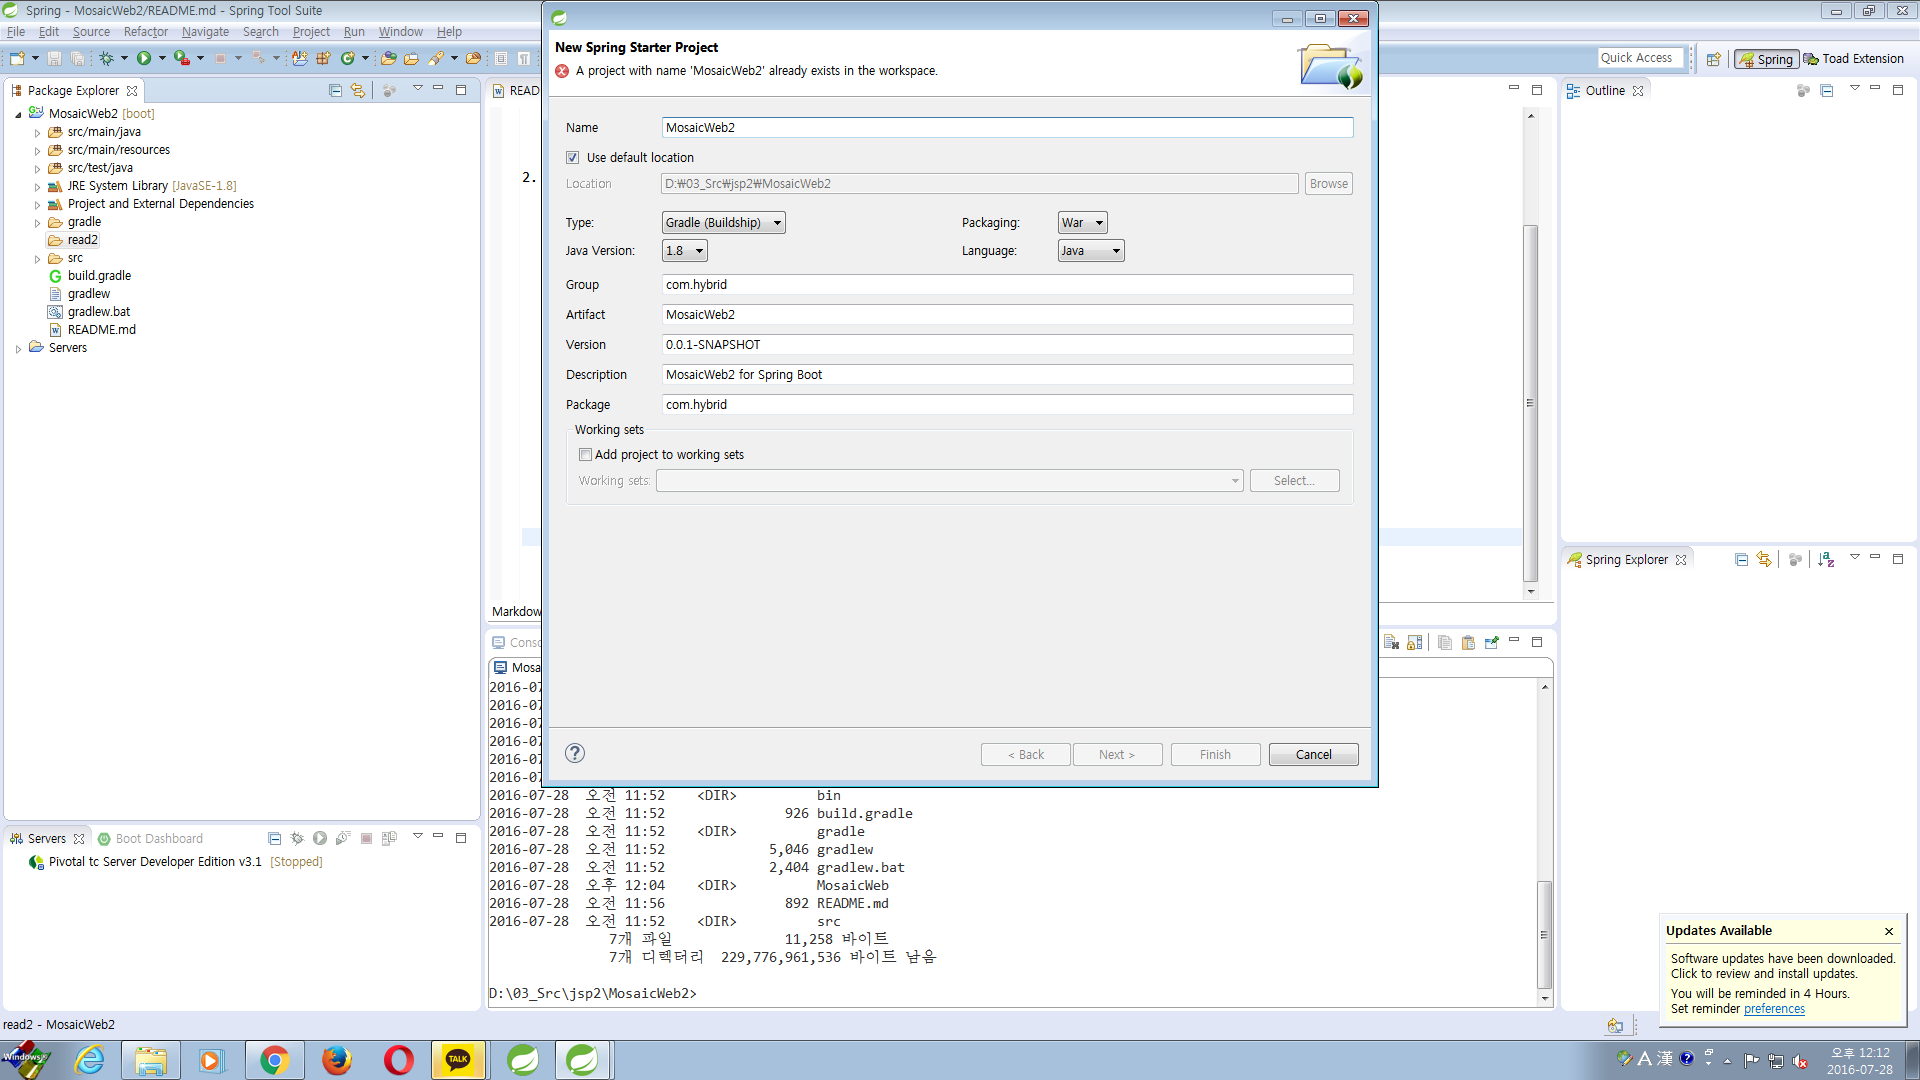 Spring - MosaicWeb2/README.md - Spring Tool Suite
File Edit Source Refactor Navigate Search Project Run Window Help
Quick Access
Spring
Toad Extension
Package Explorer
MosaicWeb2 [boot]
src/main/java
src/main/resources
src/test/java
JRE System Library [JavaSE-1.8]
Project and External Dependencies
gradle
read2
src
build.gradle
gradlew
gradlew.bat
README.md
Servers
Servers
Boot Dashboard
Pivotal tc Server Developer Edition v3.1 [Stopped]
READ
2.
Markdow
New Spring Starter Project
A project with name 'MosaicWeb2' already exists in the workspace.
Name MosaicWeb2
Use default location
Location D:₩03_Src₩jsp2₩MosaicWeb2 Browse
Type: Gradle (Buildship) Packaging: War
Java Version: 1.8 Language: Java
Group com.hybrid
Artifact MosaicWeb2
Version 0.0.1-SNAPSHOT
Description MosaicWeb2 for Spring Boot
Package com.hybrid
Working sets
Add project to working sets
Working sets: Select...
< Back Next > Finish Cancel
Outline
Spring Explorer
Conso
Mosa
2016-07
2016-07
2016-07
2016-07
2016-07
2016-07
2016-07-28 오전 11:52 <DIR> bin
2016-07-28 오전 11:52 926 build.gradle
2016-07-28 오전 11:52 <DIR> gradle
2016-07-28 오전 11:52 5,046 gradlew
2016-07-28 오전 11:52 2,404 gradlew.bat
2016-07-28 오후 12:04 <DIR> MosaicWeb
2016-07-28 오전 11:56 892 README.md
2016-07-28 오전 11:52 <DIR> src
7개 파일 11,258 바이트
7개 디렉터리 229,776,961,536 바이트 남음
D:\03_Src\jsp2\MosaicWeb2>
Updates Available
Software updates have been downloaded.
Click to review and install updates.
You will be reminded in 4 Hours.
Set reminder preferences
read2 - MosaicWeb2
Windows
TALK
A 漢
오후 12:12
2016-07-28